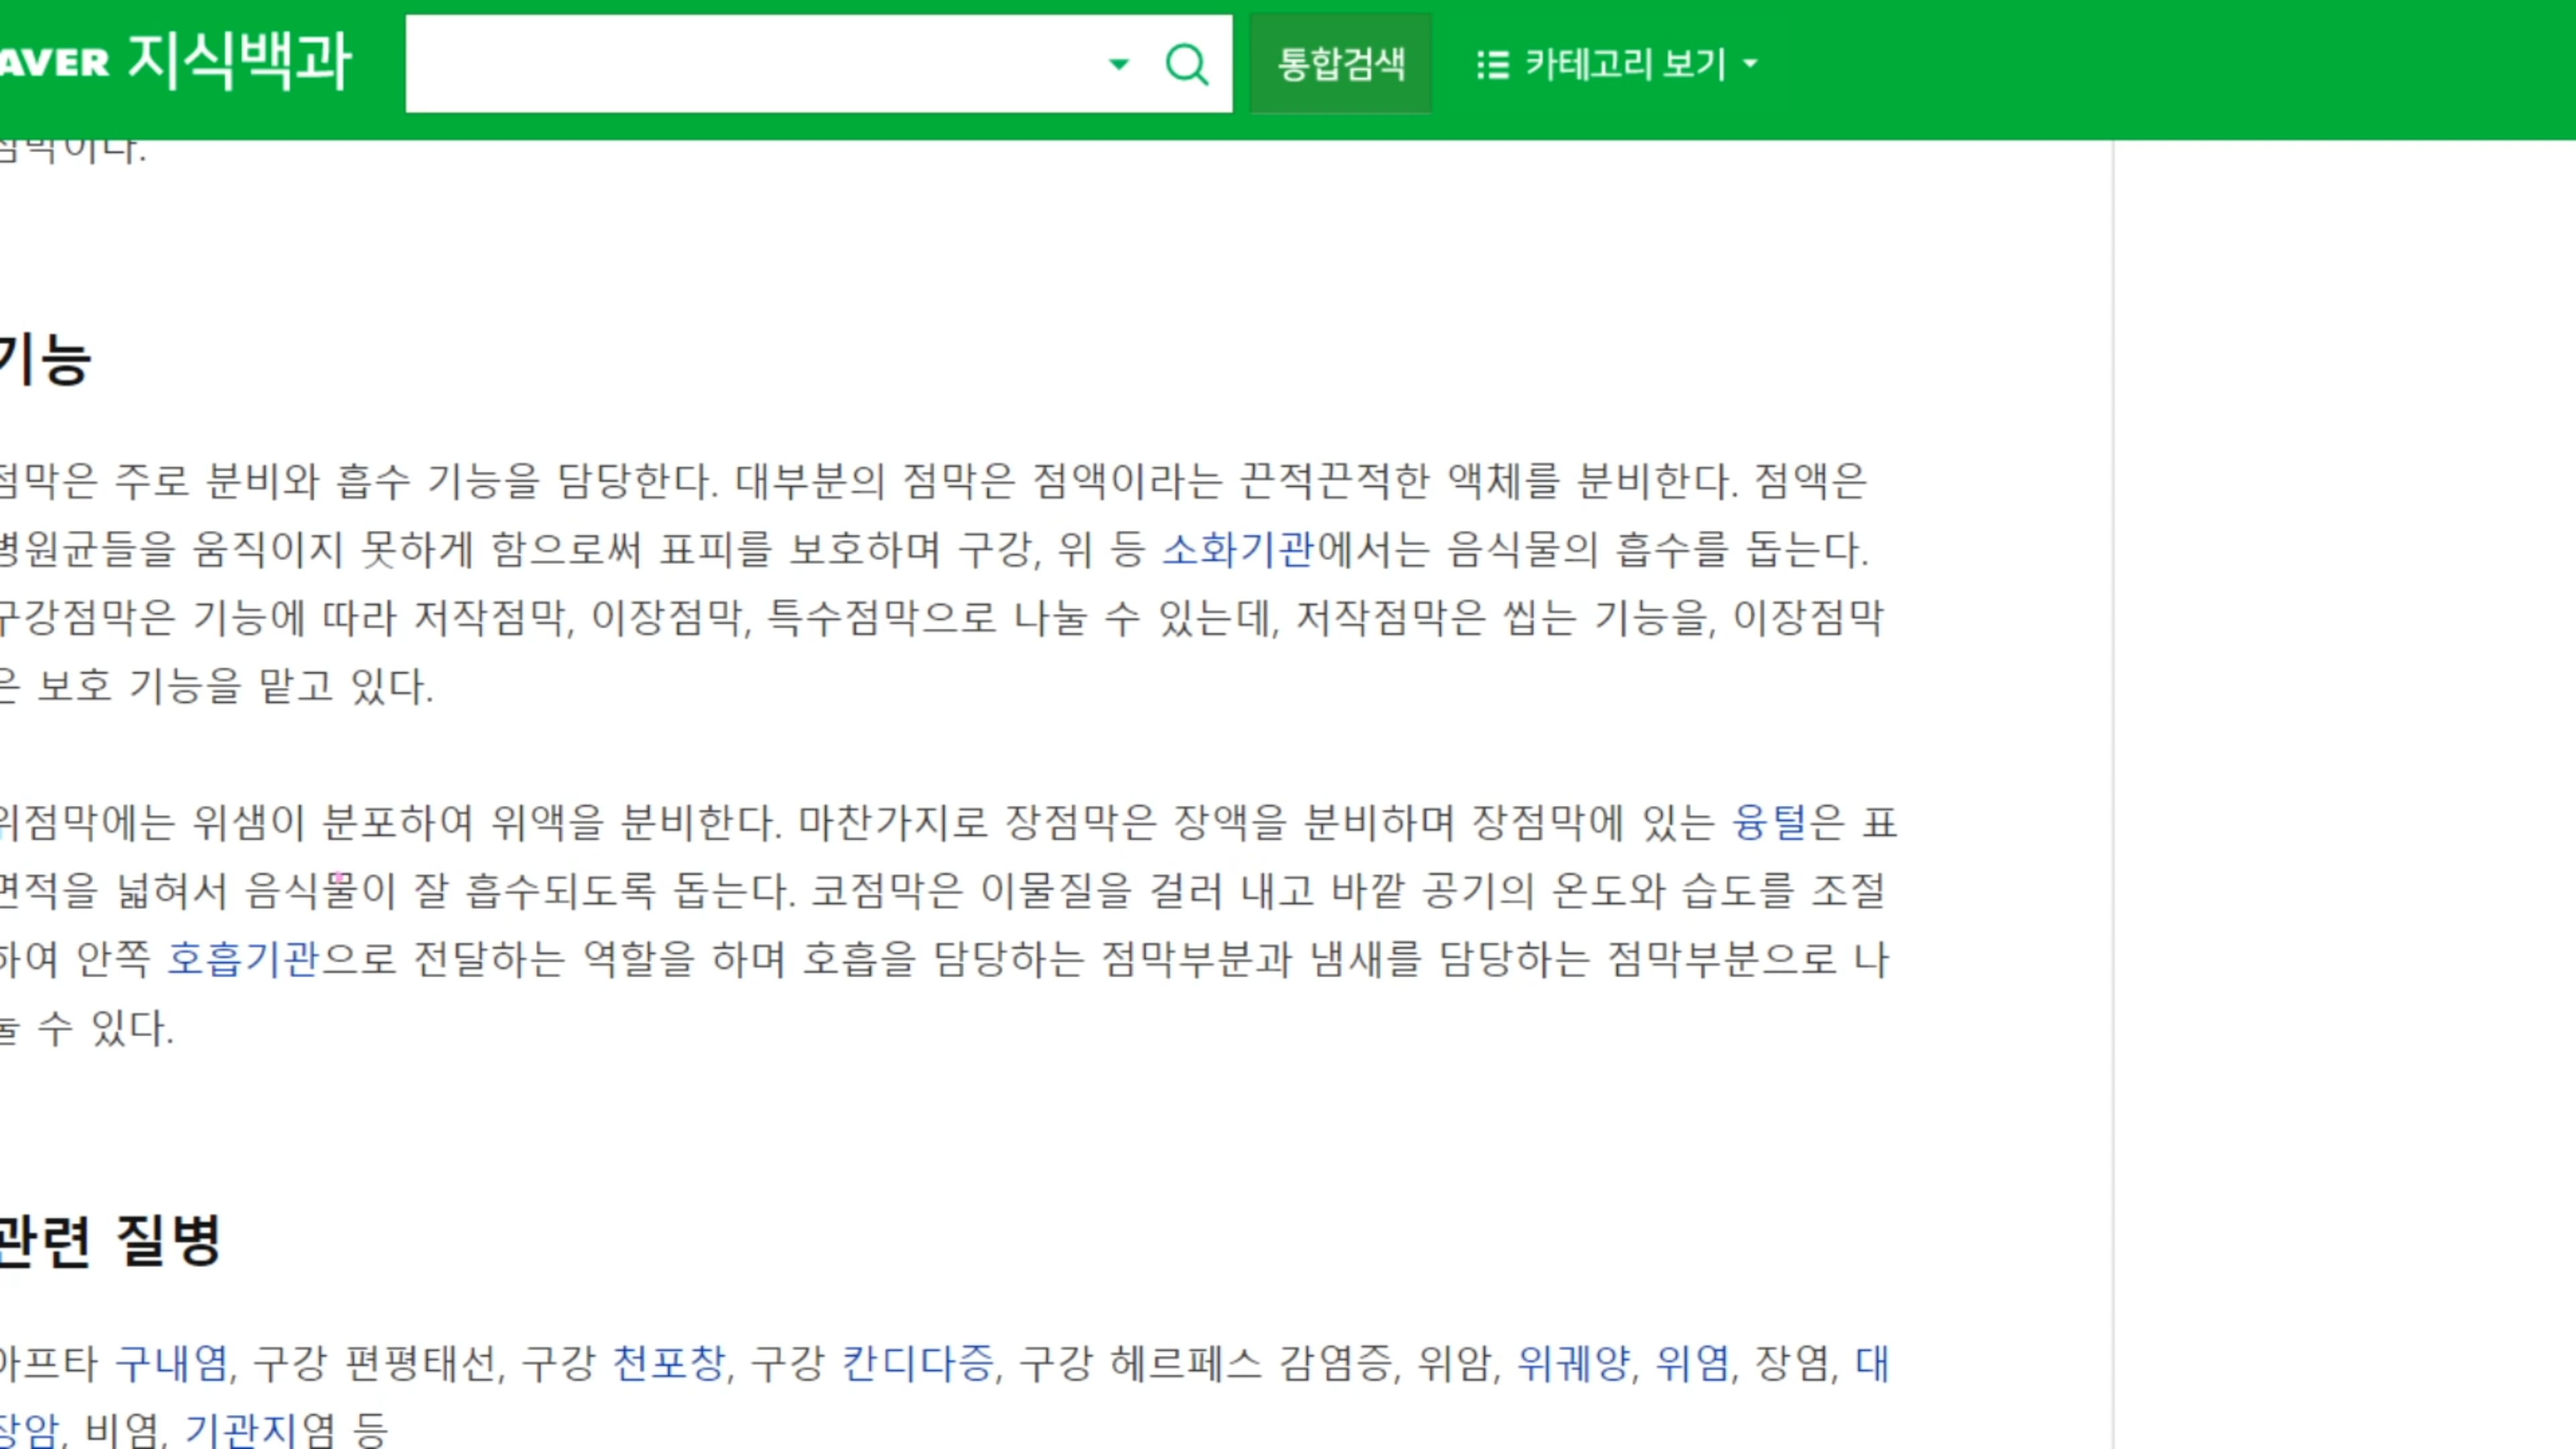 AVER 지식백과
통합검색
카테고리 보기
점막이다.
기능
점막은 주로 분비와 흡수 기능을 담당한다. 대부분의 점막은 점액이라는 끈적끈적한 액체를 분비한다. 점액은
병원균들을 움직이지 못하게 함으로써 표피를 보호하며 구강, 위 등 소화기관에서는 음식물의 흡수를 돕는다.
구강점막은 기능에 따라 저작점막, 이장점막, 특수점막으로 나눌 수 있는데, 저작점막은 씹는 기능을, 이장점막
은 보호 기능을 맡고 있다.
위점막에는 위샘이 분포하여 위액을 분비한다. 마찬가지로 장점막은 장액을 분비하며 장점막에 있는 융털은 표
면적을 넓혀서 음식물이 잘 흡수되도록 돕는다. 코점막은 이물질을 걸러 내고 바깥 공기의 온도와 습도를 조절
하여 안쪽 호흡기관으로 전달하는 역할을 하며 호흡을 담당하는 점막부분과 냄새를 담당하는 점막부분으로 나
눌 수 있다.
관련 질병
아프타 구내염, 구강 편평태선, 구강 천포창, 구강 칸디다증, 구강 헤르페스 감염증, 위암, 위궤양, 위염, 장염, 대
장암, 비염, 기관지염 등